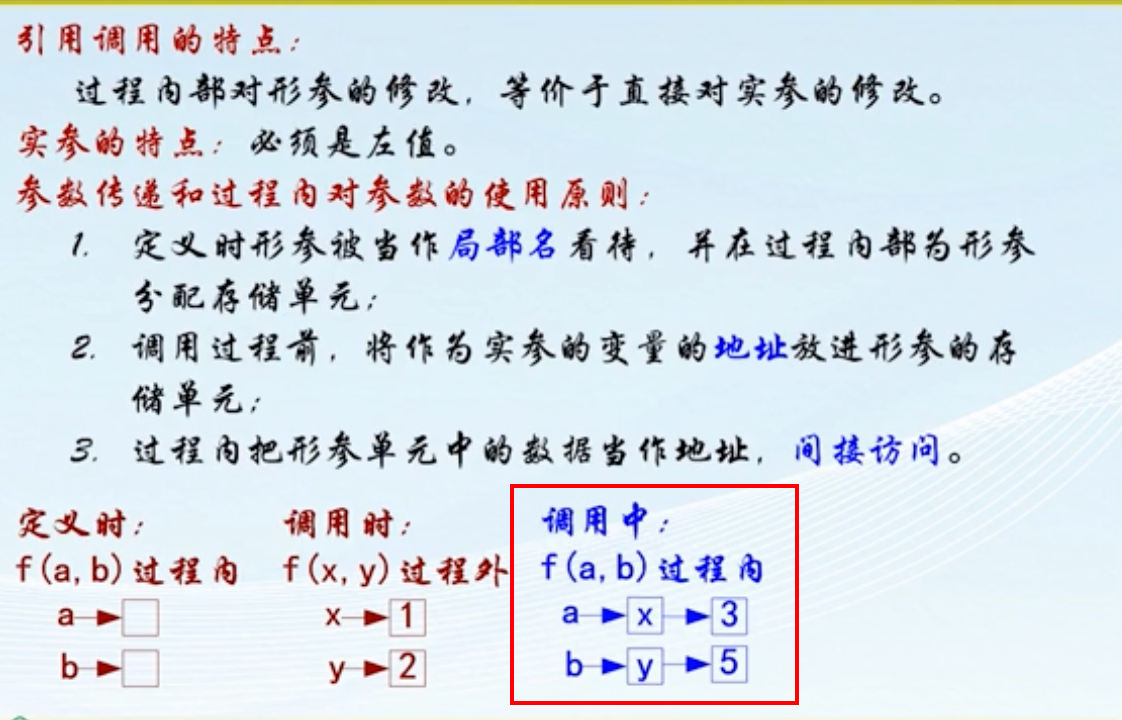 引用调用的特点：
过程内部对形参的修改，等价于直接对实参的修改。
实参的特点：必须是左值。
参数传递和过程内对参数的使用原则：
1. 定义时形参被当作局部名看待，并在过程内部为形参
分配存储单元；
2. 调用过程前，将作为实参的变量的地址放进形参的存
储单元；
3. 过程内把形参单元中的数据当作地址，间接访问。
定义时： 调用时： 调用中：
f(a,b)过程内 f(x,y)过程外 f(a,b)过程内
a x 1 a x 3
b y 2 b y 5